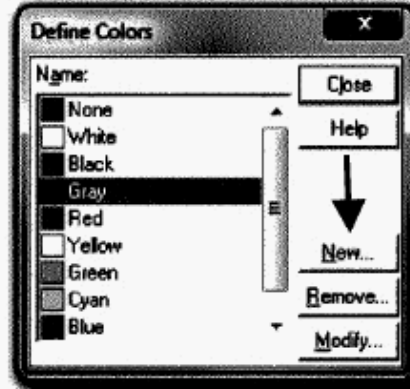 Define Colors
x
Name:
None
White
Black
Gray
Red
Yellow
Green
Cyan
Blue
Close
Help
New...
Remove...
Modify...